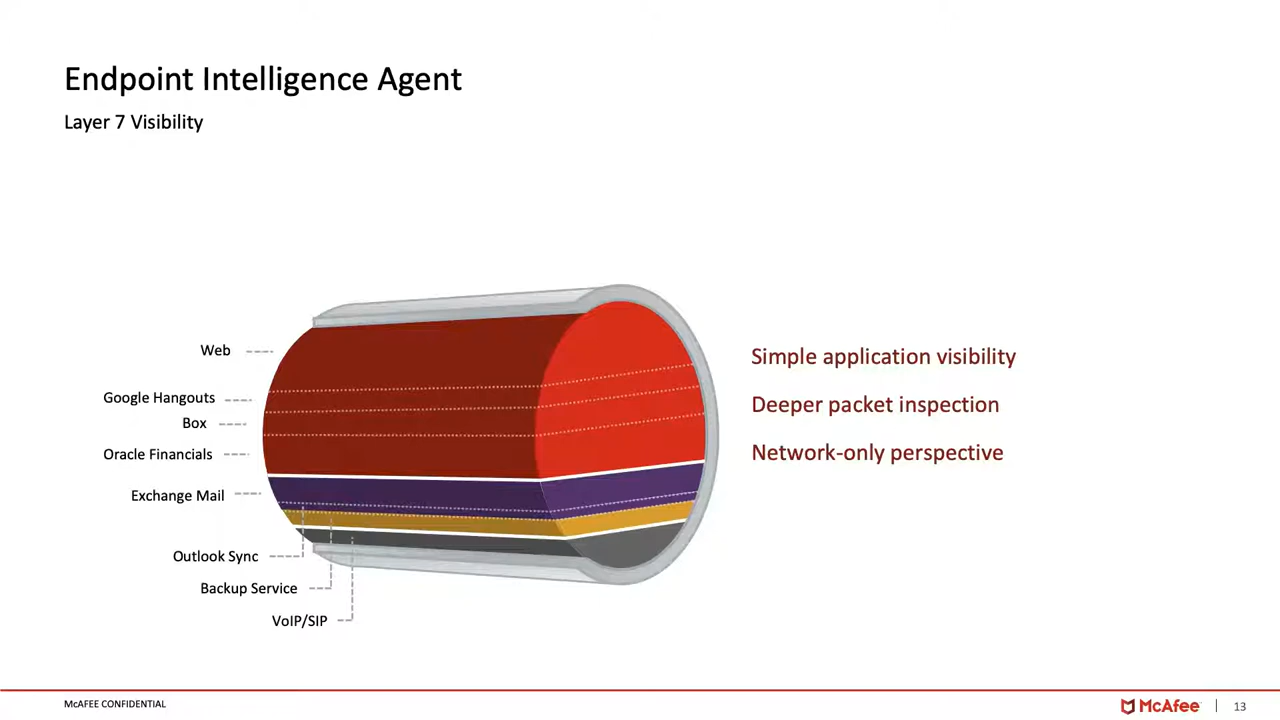 Endpoint Intelligence Agent
Layer 7 Visibility
Web
Google Hangouts
Box
Oracle Financials
Exchange Mail
Outlook Sync
Backup Service
VoIP/SIP
Simple application visibility
Deeper packet inspection
Network-only perspective
McAFEE CONFIDENTIAL
McAfee
13